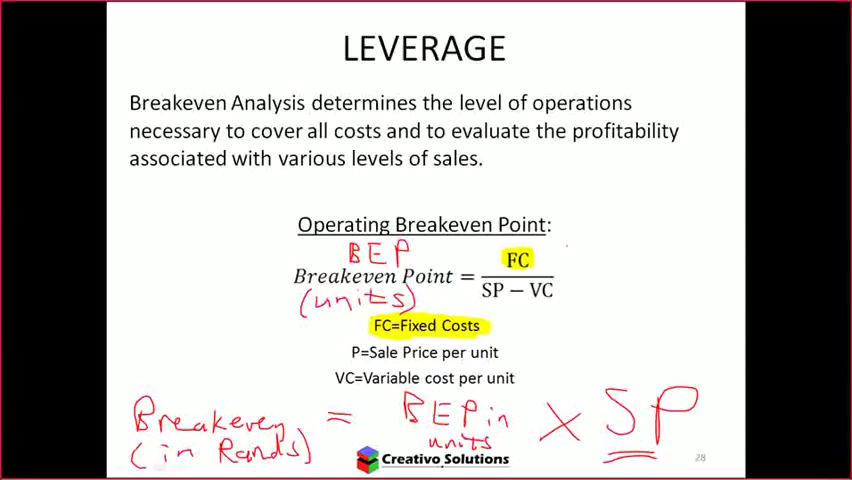 LEVERAGE
Breakeven Analysis determines the level of operations
necessary to cover all costs and to evaluate the profitability
associated with various levels of sales.
Operating Breakeven Point:
BEP
Breakeven Point = FC / SP − VC
(units)
FC=Fixed Costs
P=Sale Price per unit
VC=Variable cost per unit
Breakeven = BEP in × SP
(in Rands) units
Creativo Solutions
28